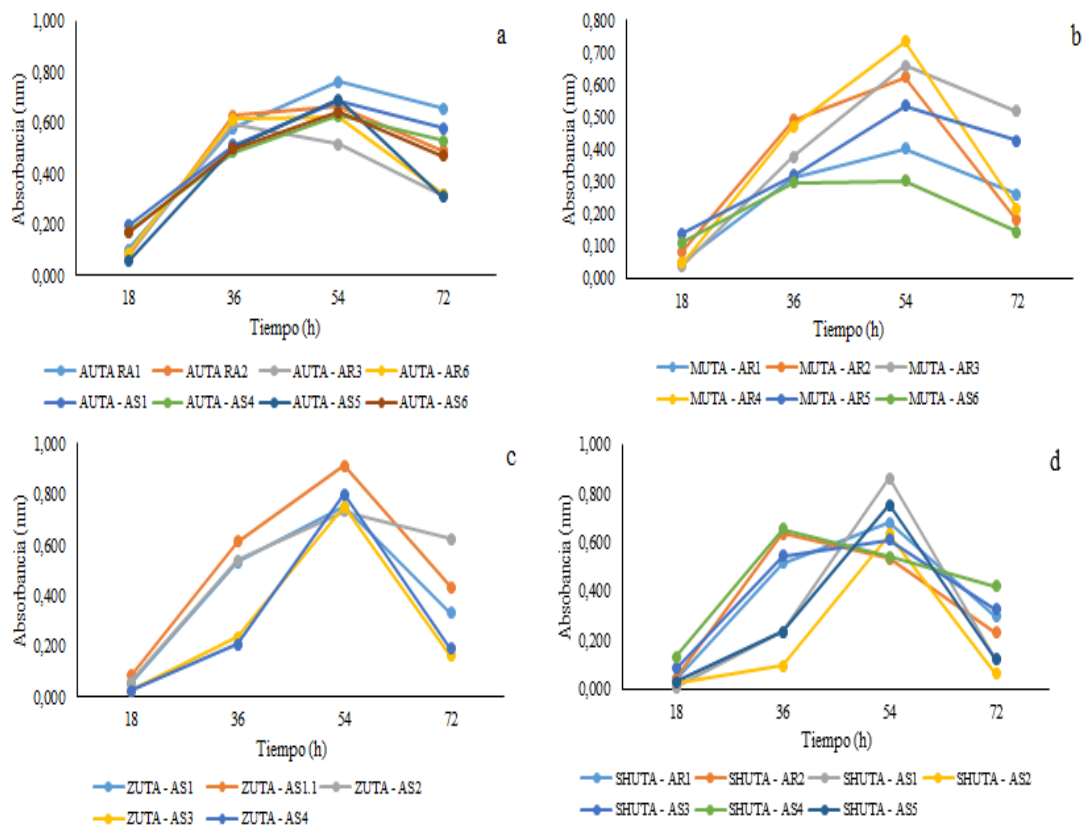 a
1,000
0,800
0,600
0,400
0,200
0,000
Absorbancia (nm)
18 36 54 72
Tiempo (h)
AUTA RA1 AUTA RA2 AUTA - AR3 AUTA - AR6
AUTA - AS1 AUTA - AS4 AUTA - AS5 AUTA - AS6
b
0,800
0,700
0,600
0,500
0,400
0,300
0,200
0,100
0,000
Absorbancia (nm)
18 36 54 72
Tiempo (h)
MUTA - AR1 MUTA - AR2 MUTA - AR3
MUTA - AR4 MUTA - AR5 MUTA - AS6
c
1,000
0,800
0,600
0,400
0,200
0,000
Absorbancia (nm)
18 36 54 72
Tiempo (h)
ZUTA - AS1 ZUTA - AS1.1 ZUTA - AS2
ZUTA - AS3 ZUTA - AS4
d
1,000
0,800
0,600
0,400
0,200
0,000
Absobancia (nm)
18 36 54 72
Tiempo (h)
SHUTA - AR1 SHUTA - AR2 SHUTA - AS1 SHUTA - AS2
SHUTA - AS3 SHUTA - AS4 SHUTA - AS5